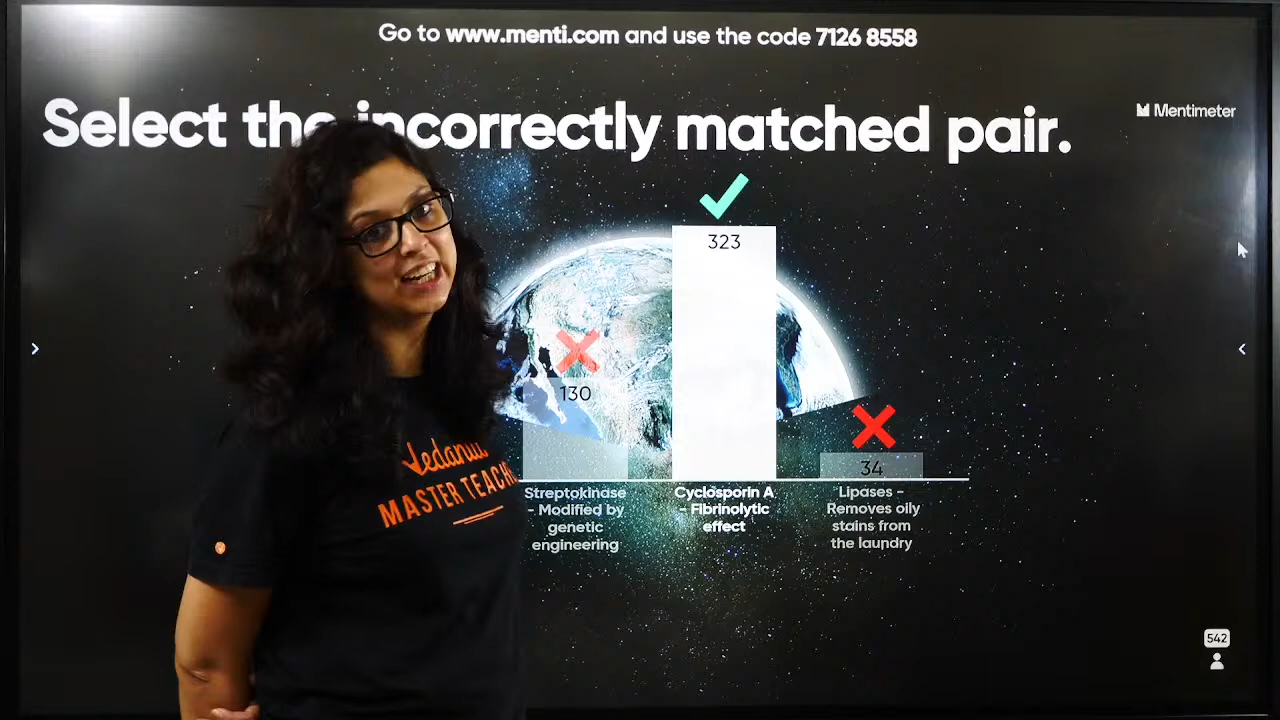 Go to www.menti.com and use the code 7126 8558
Select the incorrectly matched pair.
Mentimeter
323
130
34
Streptokinase
- Modified by
genetic
engineering
Cyclosporin A
- Fibrinolytic
effect
Lipases -
Removes oily
stains from
the laundry
MASTER
542